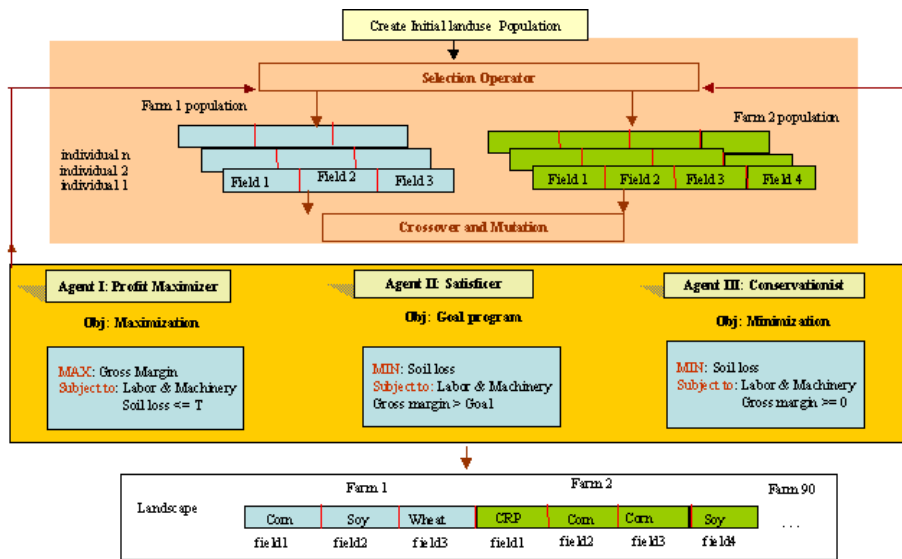 Create Initial landuse Population
Selection Operator
Farm 1 population
Farm 2 population
individual n
individual 2
individual 1
Field 1 Field 2 Field 3
Field 1 Field 2 Field 3 Field 4
Crossover and Mutation
Agent I: Profit Maximizer
Obj: Maximization
MAX: Gross Margin
Subject to: Labor & Machinery
Soil loss <= T
Agent II: Satisficer
Obj: Goal program
MIN: Soil loss
Subject to: Labor & Machinery
Gross margin > Goal
Agent III: Conservationist
Obj: Minimization
MIN: Soil loss
Subject to: Labor & Machinery
Gross margin >= 0
Farm 1 Farm 2 Farm 90
Landscape
Corn Soy Wheat CRP Corn Corn Soy . . .
field1 field2 field3 field1 field2 field3 field4